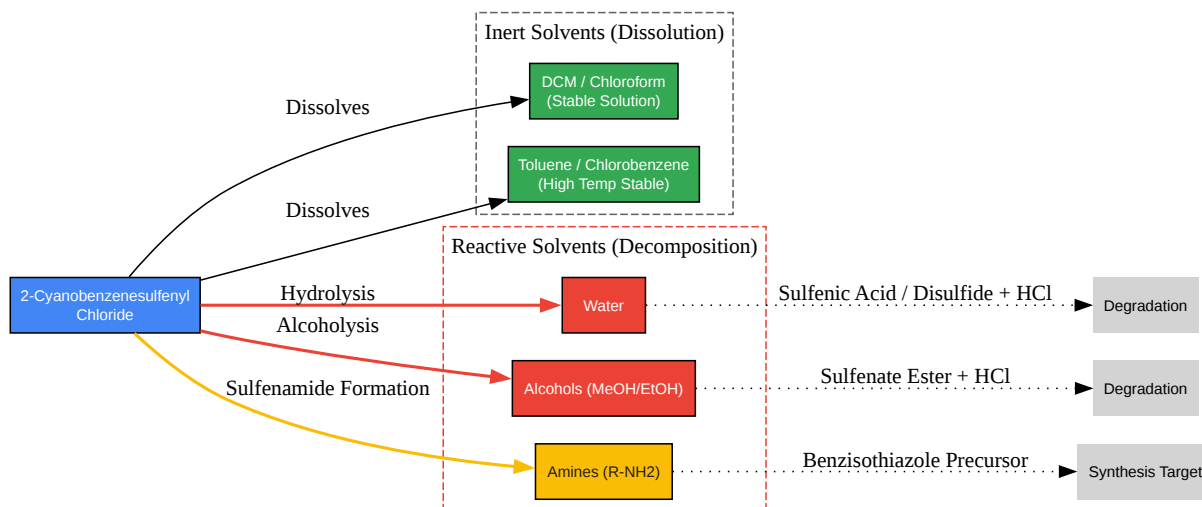 Inert Solvents (Dissolution)
DCM / Chloroform
(Stable Solution)
Dissolves
Toluene / Chlorobenzene
(High Temp Stable)
Dissolves
Reactive Solvents (Decomposition)
2-Cyanobenzenesulfenyl
Chloride
Hydrolysis
Water
Sulfenic Acid / Disulfide + HCl
Degradation
Alcoholysis
Alcohols (MeOH/EtOH)
Sulfenate Ester + HCl
Degradation
Sulfenamide Formation
Amines (R-NH2)
Benzisothiazole Precursor
Synthesis Target